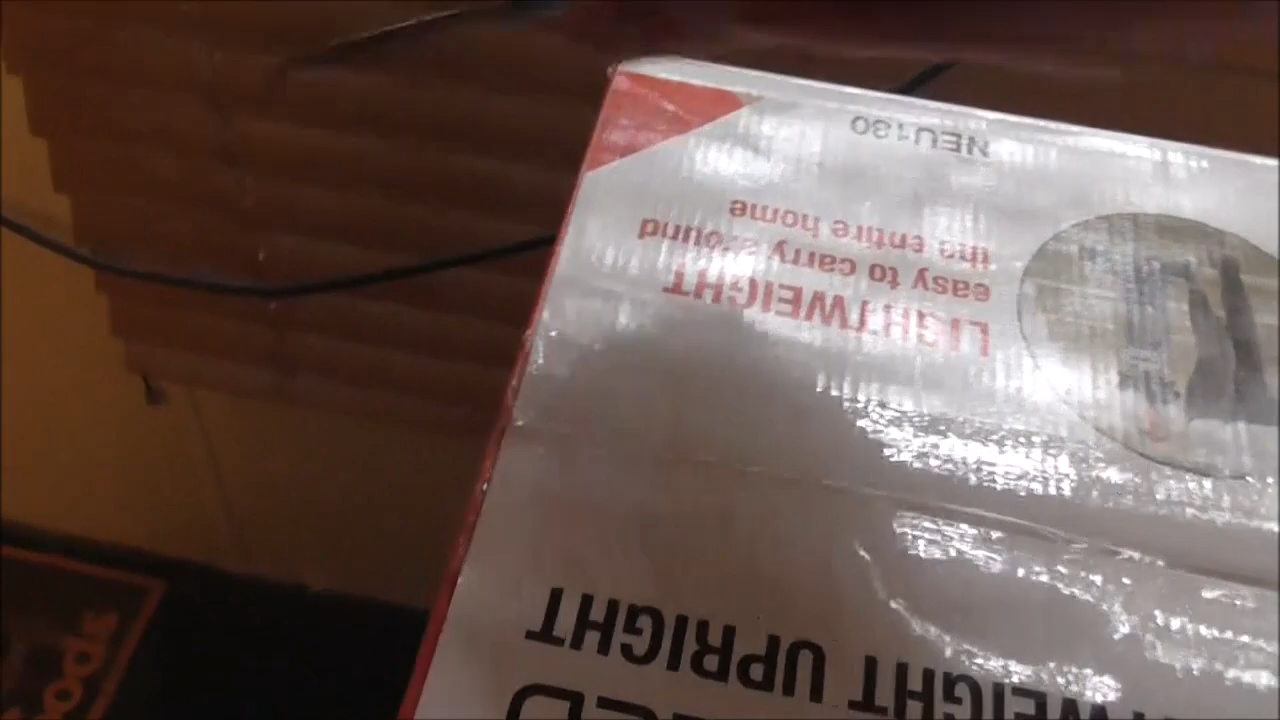 WEIGHT UPRIGHT
LIGHTWEIGHT
easy to carry around
the entire home
NEU180